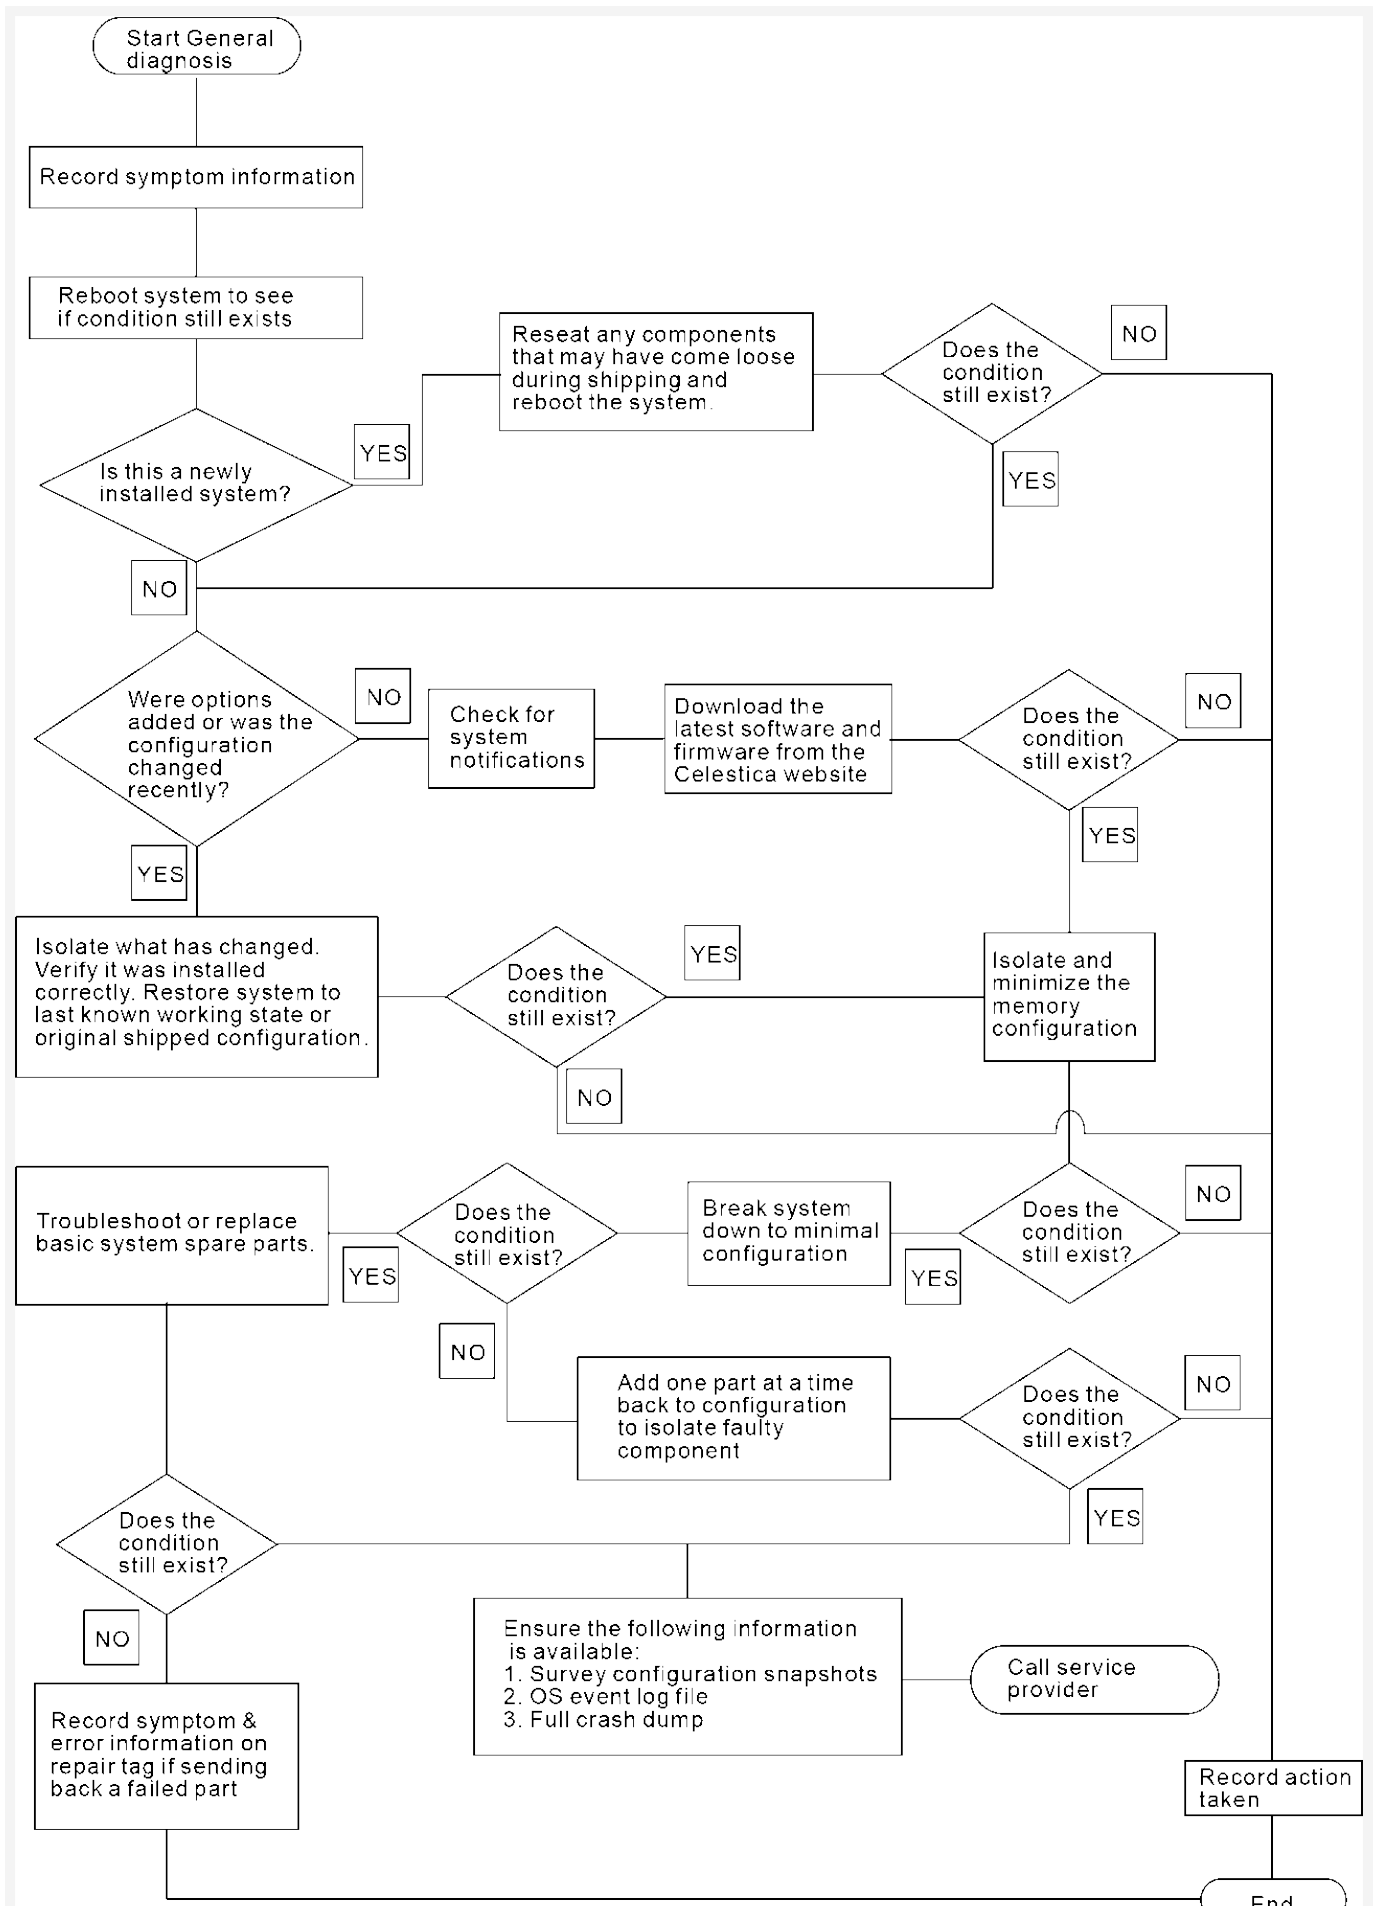 Start General
diagnosis
Record symptom information
Reboot system to see
if condition still exists
Reseat any components
that may have come loose
during shipping and
reboot the system.
Does the
condition
still exist?
NO
YES
Is this a newly
installed system?
YES
NO
Were options
added or was the
configuration
changed
recently?
NO
Check for
system
notifications
Download the
latest software and
firmware from the
Celestica website
Does the
condition
still exist?
NO
YES
YES
Isolate what has changed.
Verify it was installed
correctly. Restore system to
last known working state or
original shipped configuration.
Does the
condition
still exist?
YES
NO
Isolate and
minimize the
memory
configuration
Troubleshoot or replace
basic system spare parts.
YES
Does the
condition
still exist?
NO
Break system
down to minimal
configuration
YES
Does the
condition
still exist?
NO
Add one part at a time
back to configuration
to isolate faulty
component
Does the
condition
still exist?
NO
YES
Does the
condition
still exist?
NO
Ensure the following information
is available:
1. Survey configuration snapshots
2. OS event log file
3. Full crash dump
Call service
provider
Record symptom &
error information on
repair tag if sending
back a failed part
Record action
taken
End